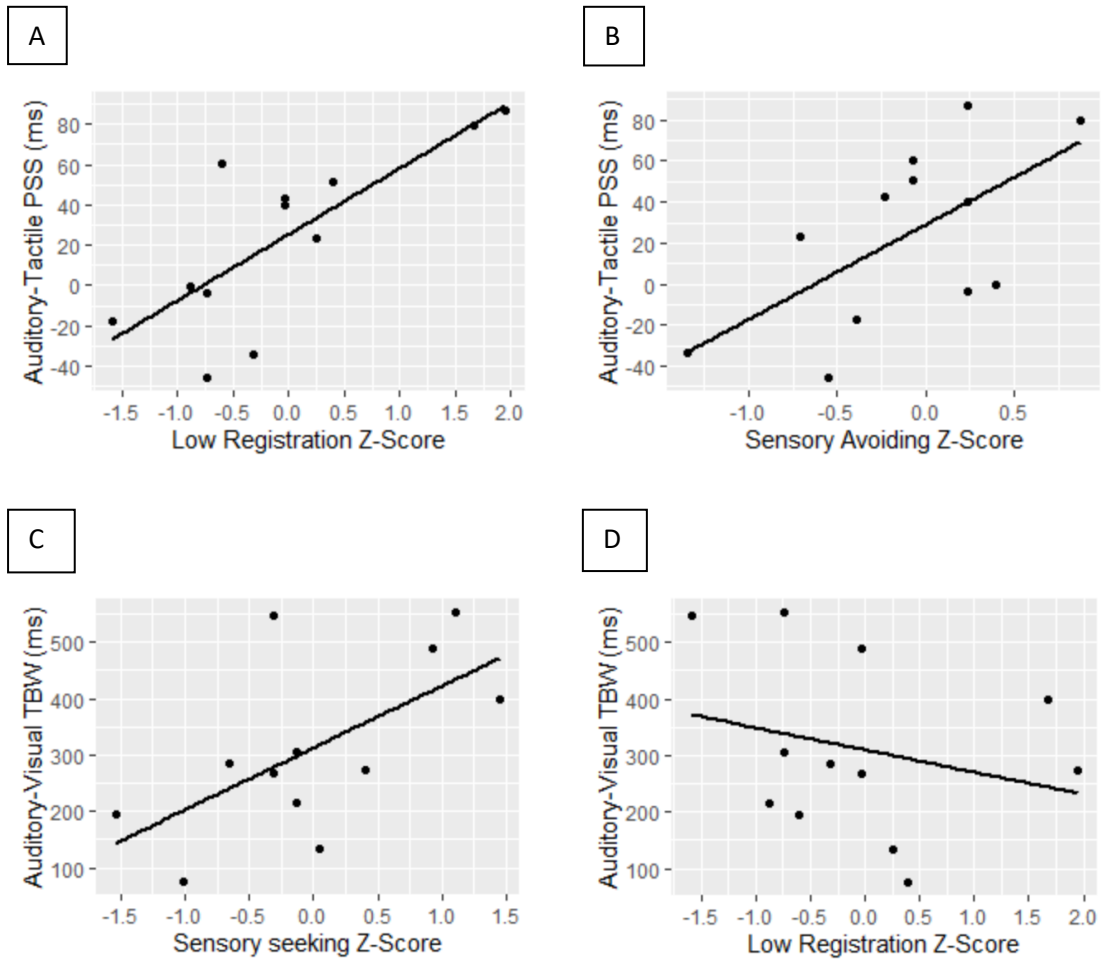 A
B
Auditory-Tactile PSS (ms)
80
60
40
20
0
-20
-40
-1.5 -1.0 -0.5 0.0 0.5 1.0 1.5 2.0
Low Registration Z-Score
Auditory-Tactile PSS (ms)
80
60
40
20
0
-20
-40
-1.0 -0.5 0.0 0.5
Sensory Avoiding Z-Score
C
D
Auditory-Visual TBW (ms)
500
400
300
200
100
-1.5 -1.0 -0.5 0.0 0.5 1.0 1.5
Sensory seeking Z-Score
Auditory-Visual TBW (ms)
500
400
300
200
100
-1.5 -1.0 -0.5 0.0 0.5 1.0 1.5 2.0
Low Registration Z-Score